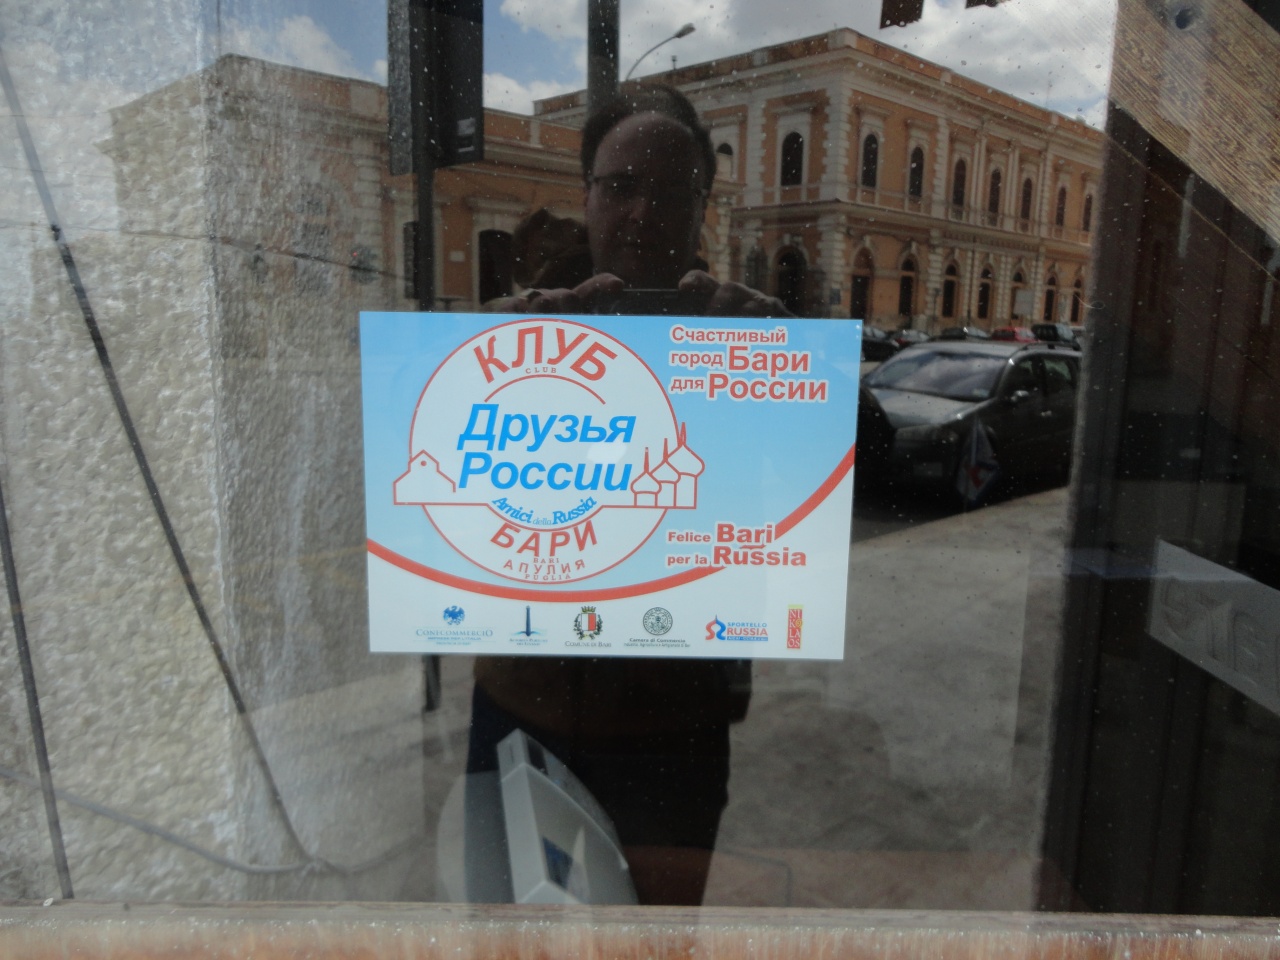 КЛУБ
CLUB
Друзья
России
Amici della Russia
БАРИ
BARI
АПУЛИЯ
PUGLIA
Счастливый
город Бари
для России
Felice Bari
per la Russia
CONFCOMMERCIO
COMUNE DI BARI
Camera di Commercio
SPORTELLO
RUSSIA
NIKOLAOS